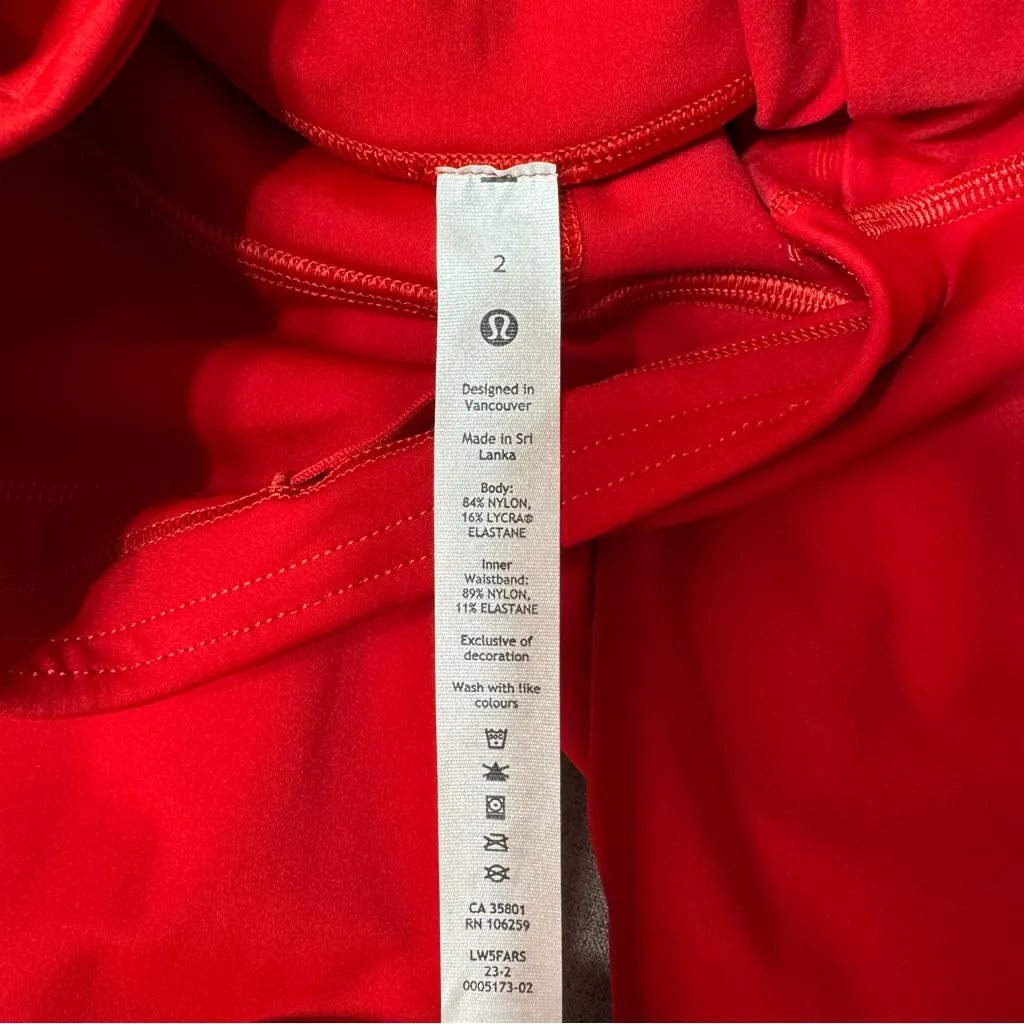 2
Designed in
Vancouver
Made in Sri
Lanka
Body:
84% NYLON,
16% LYCRA®
ELASTANE
Inner
Waistband:
89% NYLON,
11% ELASTANE
Exclusive of
decoration
Wash with like
colours
30C
CA 35801
RN 106259
LW5FARS
23-2
0005173-02